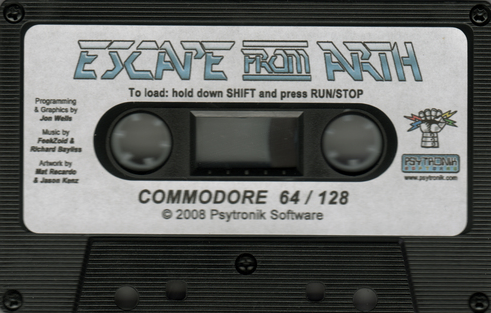 ESCAPE FROM ARTH
To load: hold down SHIFT and press RUN/STOP
Programming
& Graphics by
Jon Wells
Music by
FeekZoid &
Richard Bayliss
Artwork by
Mat Recardo
& Jason Kenz
PSYTRONIK
SOFTWARE
www.psytronik.com
COMMODORE 64 / 128
© 2008 Psytronik Software